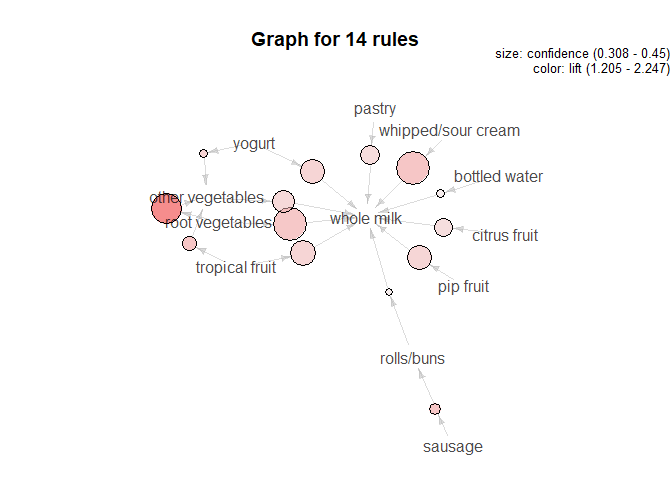 Graph for 14 rules
size: confidence (0.308 - 0.45)
color: lift (1.205 - 2.247)
pastry
whipped/sour cream
yogurt
bottled water
other vegetables
whole milk
root vegetables
citrus fruit
tropical fruit
pip fruit
rolls/buns
sausage